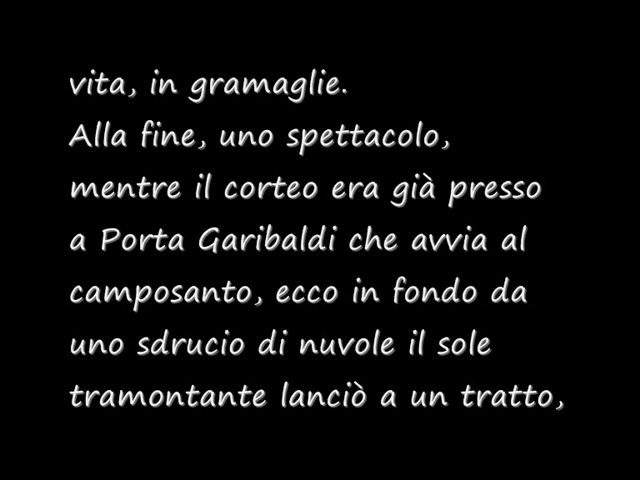 vita, in gramaglie.
Alla fine, uno spettacolo,
mentre il corteo era già presso
a Porta Garibaldi che avvia al
camposanto, ecco in fondo da
uno sdrucio di nuvole il sole
tramontante lanciò a un tratto,